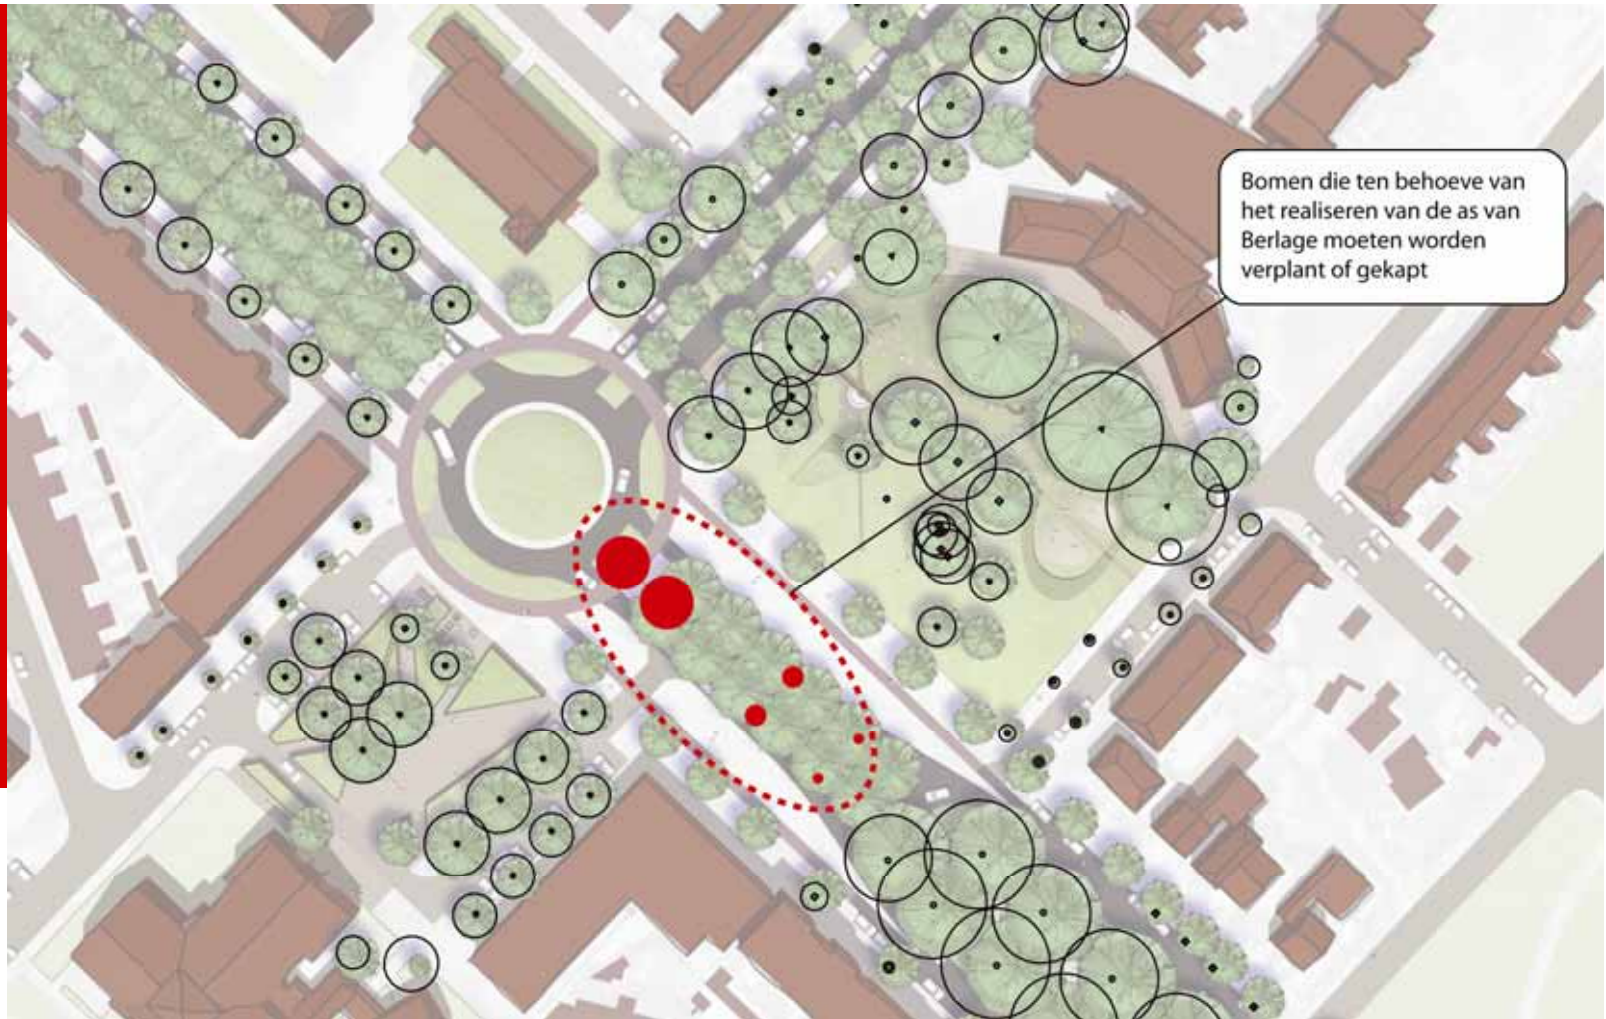 Bomen die ten behoeve van
het realiseren van de as van
Berlage moeten worden
verplant of gekapt